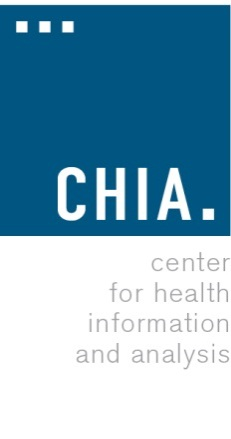 CHIA.
center
for health
information
and analysis